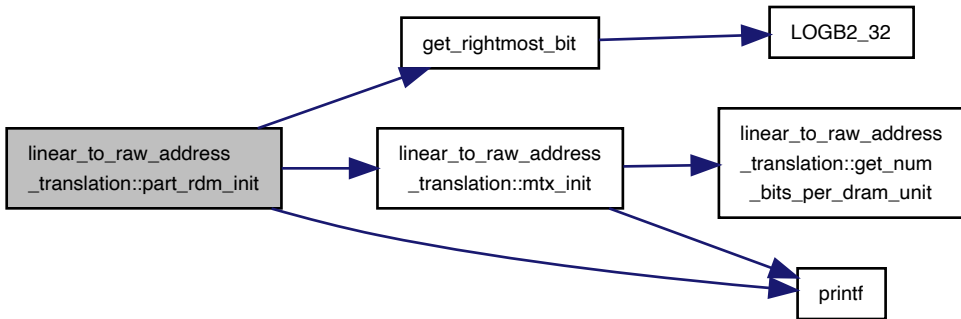 get_rightmost_bit
LOGB2_32
linear_to_raw_address
_translation::part_rdm_init
linear_to_raw_address
_translation::mtx_init
linear_to_raw_address
_translation::get_num
_bits_per_dram_unit
printf